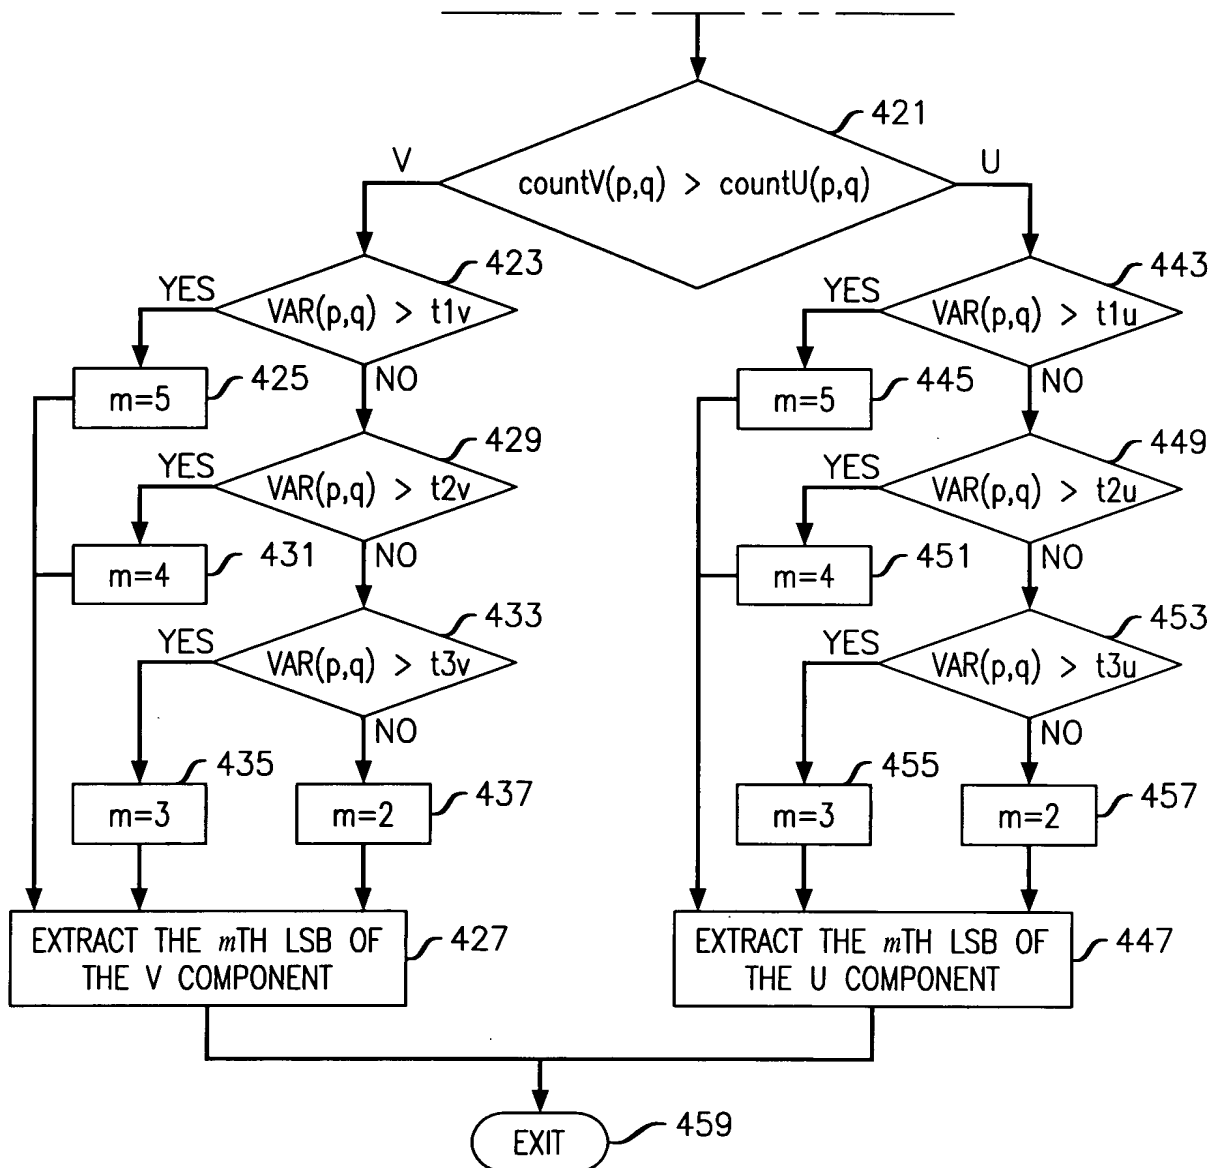 421
V
countV(p,q) > countU(p,q)
U
423
YES
VAR(p,q) > t1v
443
YES
VAR(p,q) > t1u
m=5
425
NO
m=5
445
NO
429
YES
VAR(p,q) > t2v
449
YES
VAR(p,q) > t2u
m=4
431
NO
m=4
451
NO
433
YES
VAR(p,q) > t3v
453
YES
VAR(p,q) > t3u
NO
NO
435
m=3
m=2
437
455
m=3
m=2
457
EXTRACT THE mTH LSB OF
THE V COMPONENT
427
EXTRACT THE mTH LSB OF
THE U COMPONENT
447
EXIT
459